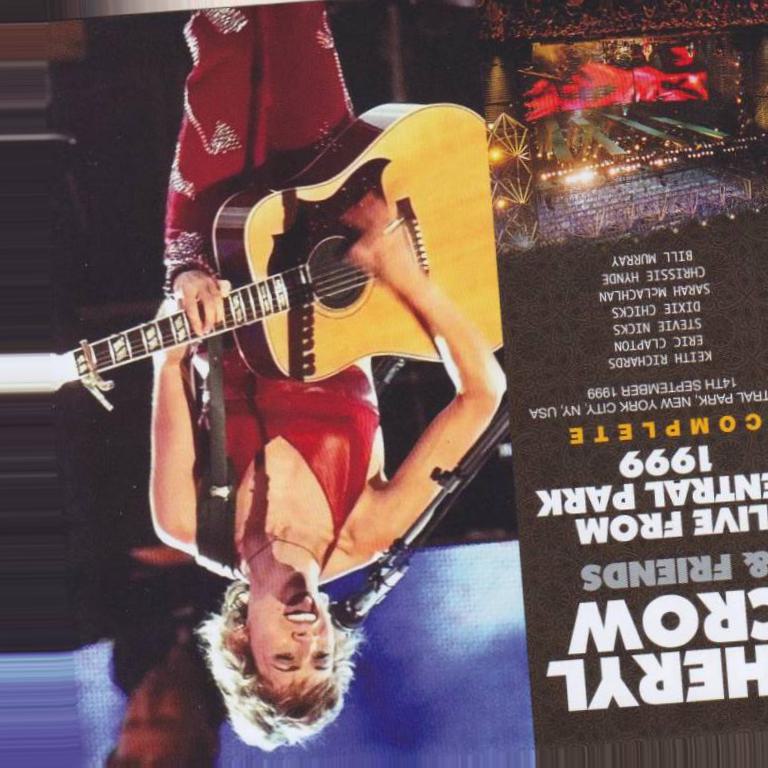 HERYL
CROW
& FRIENDS
LIVE FROM
ENTRAL PARK
1999
COMPLETE
TRAL PARK, NEW YORK CITY, NY, USA
14TH SEPTEMBER 1999
KEITH RICHARDS
ERIC CLAPTON
STEVIE NICKS
DIXIE CHICKS
SARAH McLACHLAN
CHRISSIE HYNDE
BILL MURRAY